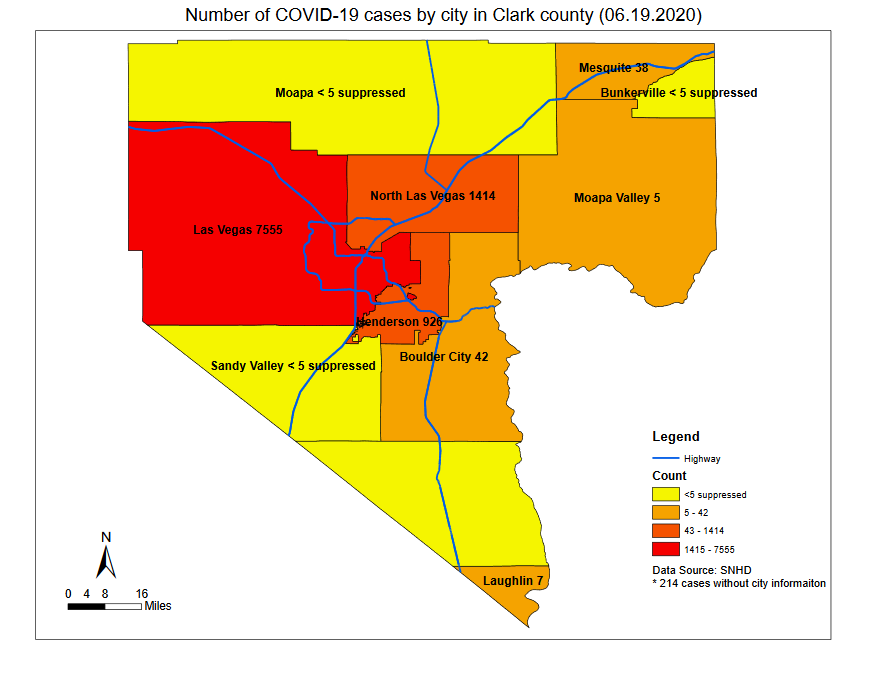 Number of COVID-19 cases by city in Clark county (06.19.2020)
Mesquite 38
Moapa < 5 suppressed
Bunkerville < 5 suppressed
North Las Vegas 1414
Moapa Valley 5
Las Vegas 7555
Henderson 926
Boulder City 42
Sandy Valley < 5 suppressed
Legend
Highway
Count
<5 suppressed
5 - 42
43 - 1414
1415 - 7555
Data Source: SNHD
* 214 cases without city informaiton
Laughlin 7
N
0 4 8 16
Miles